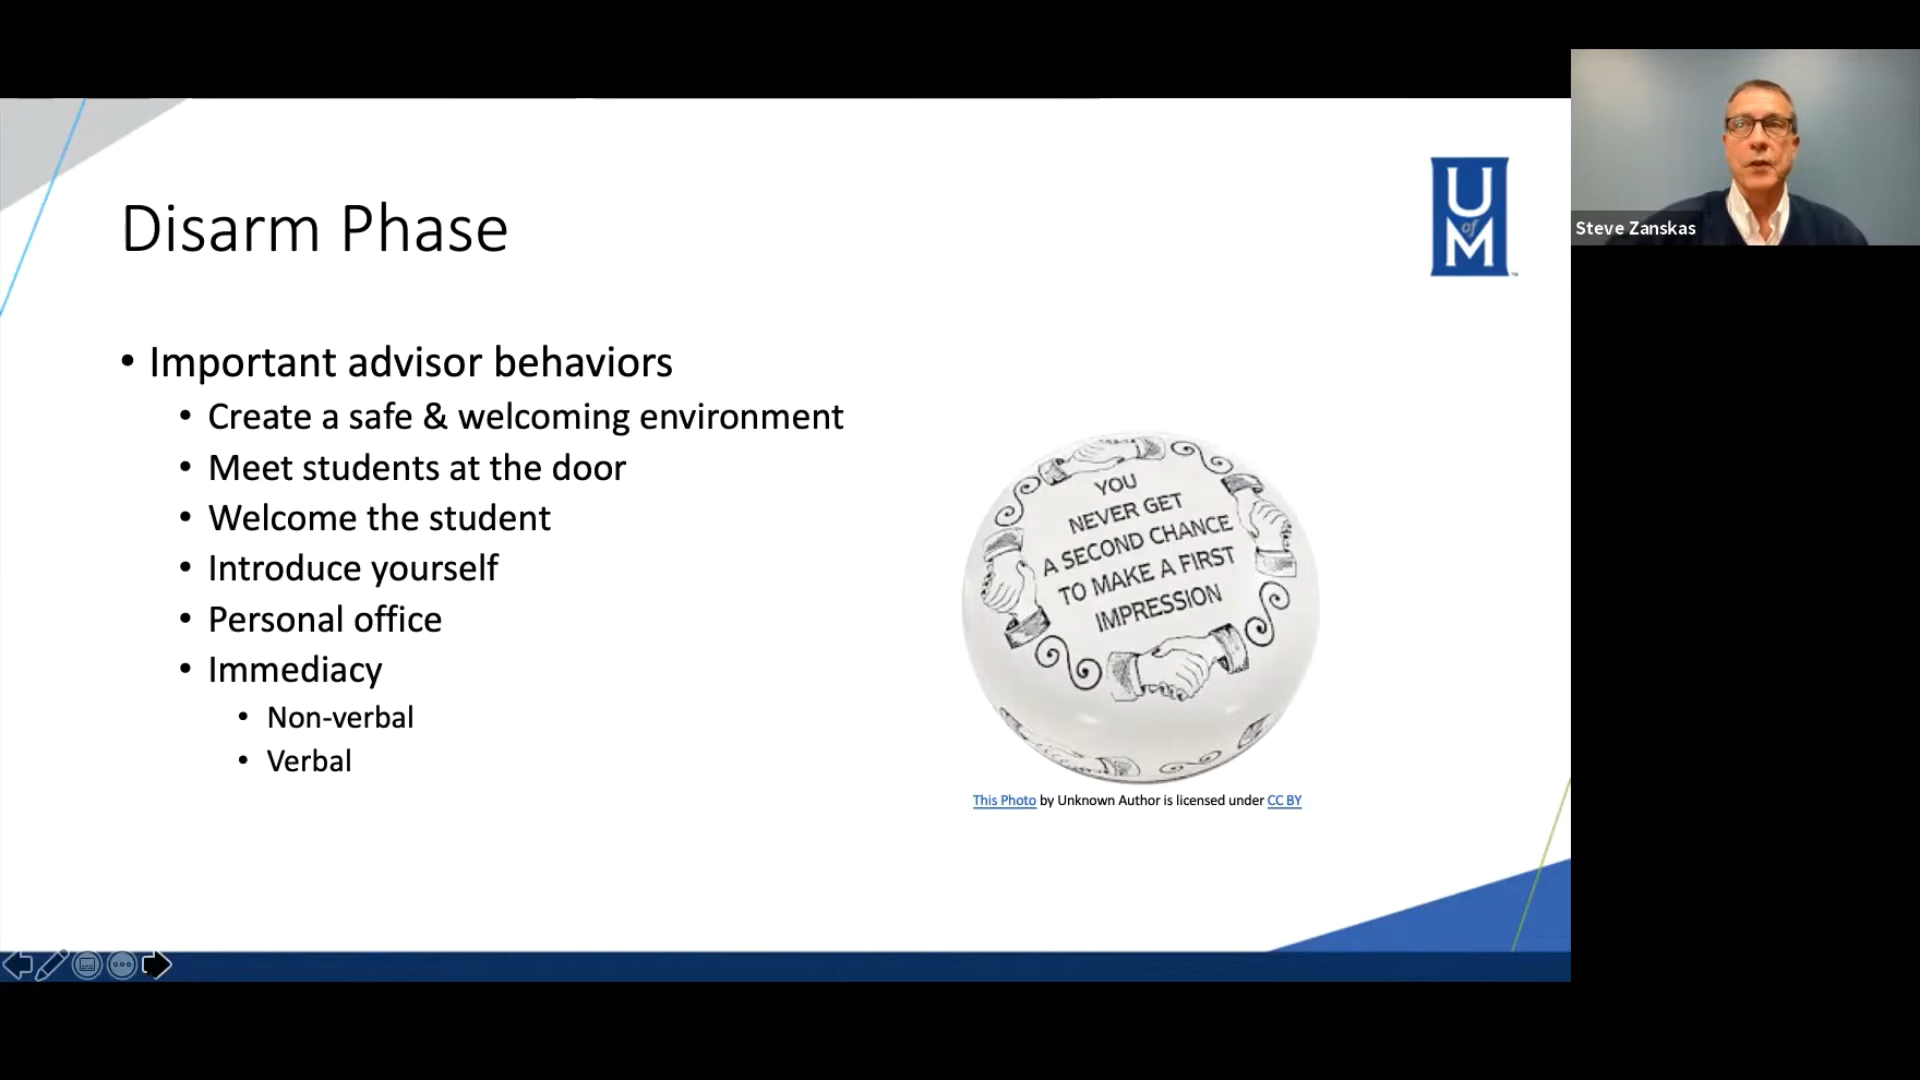 Disarm Phase
U
of
M
™
Steve Zanskas
• Important advisor behaviors
• Create a safe & welcoming environment
• Meet students at the door
• Welcome the student
• Introduce yourself
• Personal office
• Immediacy
• Non-verbal
• Verbal
YOU
NEVER GET
A SECOND CHANCE
TO MAKE A FIRST
IMPRESSION
This Photo by Unknown Author is licensed under CC BY